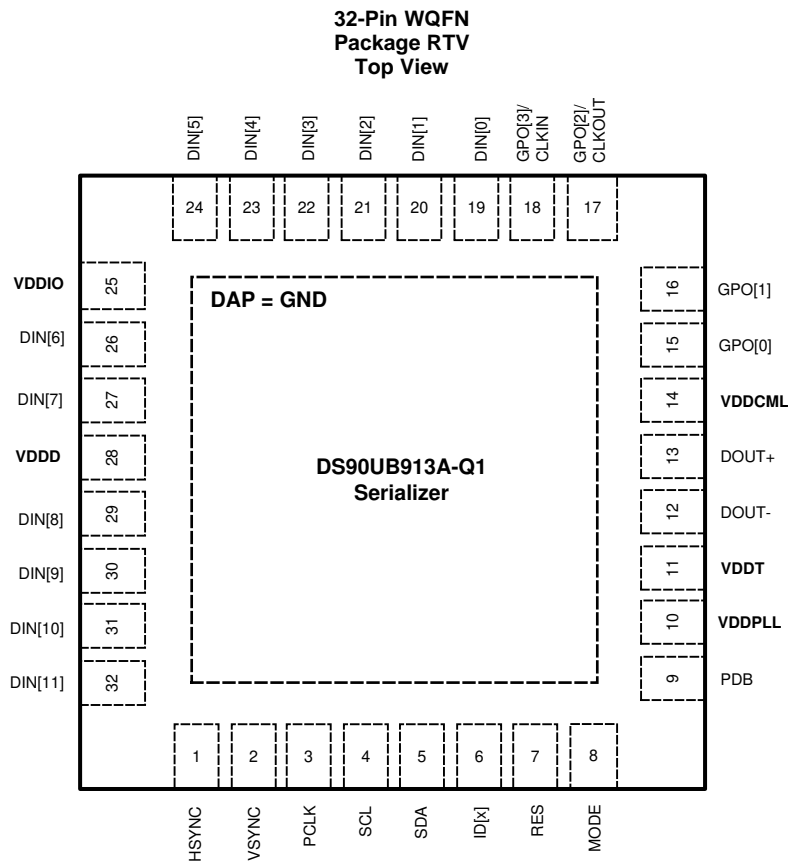 32-Pin WQFN
Package RTV
Top View
DIN[5]
DIN[4]
DIN[3]
DIN[2]
DIN[1]
DIN[0]
GPO[3]/
CLKIN
GPO[2]/
CLKOUT
24
23
22
21
20
19
18
17
VDDIO
25
DIN[6]
26
DIN[7]
27
VDDD
28
DIN[8]
29
DIN[9]
30
DIN[10]
31
DIN[11]
32
DAP = GND
DS90UB913A-Q1
Serializer
16
GPO[1]
15
GPO[0]
14
VDDCML
13
DOUT+
12
DOUT-
11
VDDT
10
VDDPLL
9
PDB
1
2
3
4
5
6
7
8
HSYNC
VSYNC
PCLK
SCL
SDA
ID[x]
RES
MODE